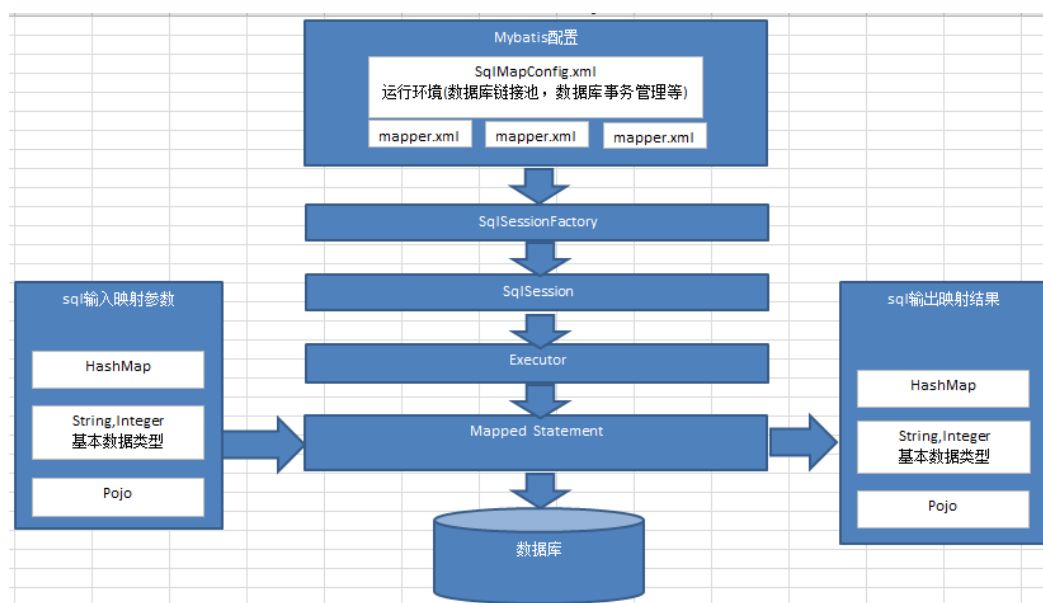 Mybatis配置
SqlMapConfig.xml
运行环境(数据库链接池，数据库事务管理等)
mapper.xml
mapper.xml
mapper.xml
SqlSessionFactory
SqlSession
Executor
Mapped Statement
数据库
sql输入映射参数
HashMap
String,Integer
基本数据类型
Pojo
sql输出映射结果
HashMap
String,Integer
基本数据类型
Pojo